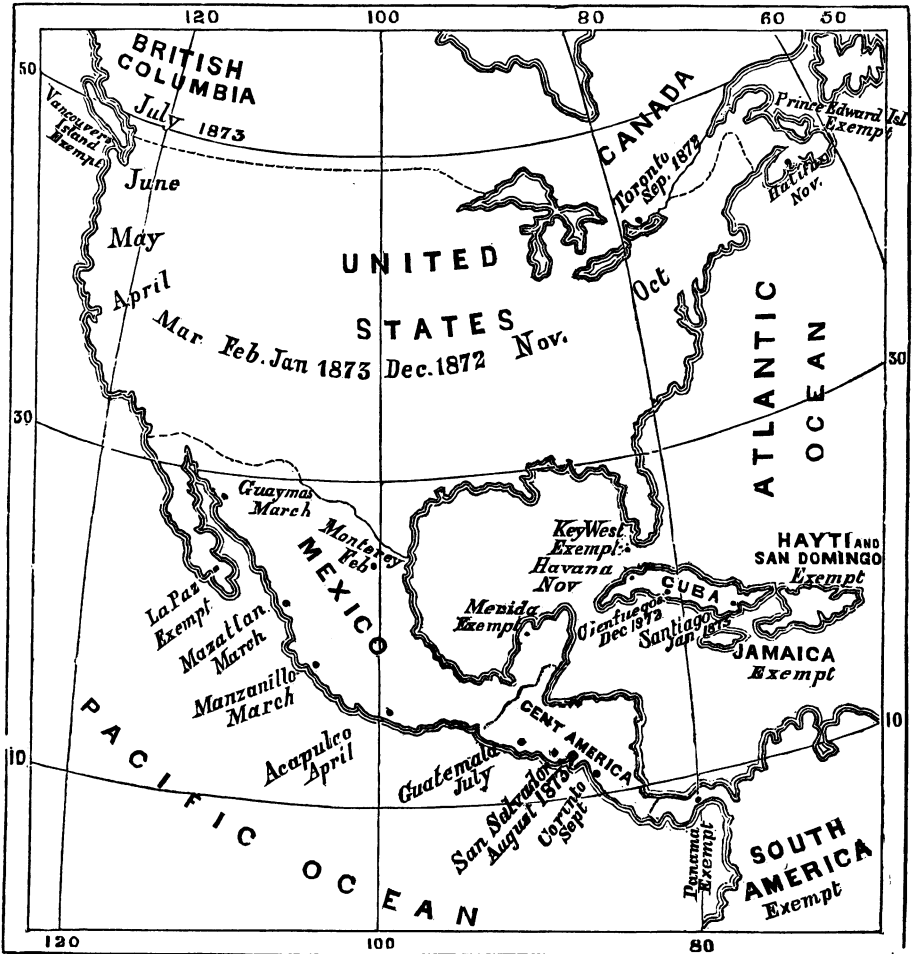 120 100 80 60 50
50
BRITISH
COLUMBIA
July 1873
Vancouver's
Island
Exempt
June
May
April
Mar. Feb. Jan 1873 Dec. 1872 Nov.
Oct
CANADA
Toronto
Sep. 1872
Prince Edward Isl
Exempt
Halifax
Nov.
UNITED
STATES
ATLANTIC
OCEAN
30
30
Guaymas
March
Monterey
Feb
MEXICO
La Paz
Exempt
Mazatlan
March
Manzanillo
March
Acapulco
April
Key West
Exempt
Havana
Nov
Merida
Exempt
CUBA
Cienfuegos
Dec 1872
Santiago
Jan 1873
HAYTI AND
SAN DOMINGO
Exempt
JAMAICA
Exempt
10
10
CENT AMERICA
Guatemala
July
San Salvador
August 1873
Corinto
Sept
Panama
Exempt
SOUTH
AMÉRICA
Exempt
PACIFIC OCEAN
120 100 80